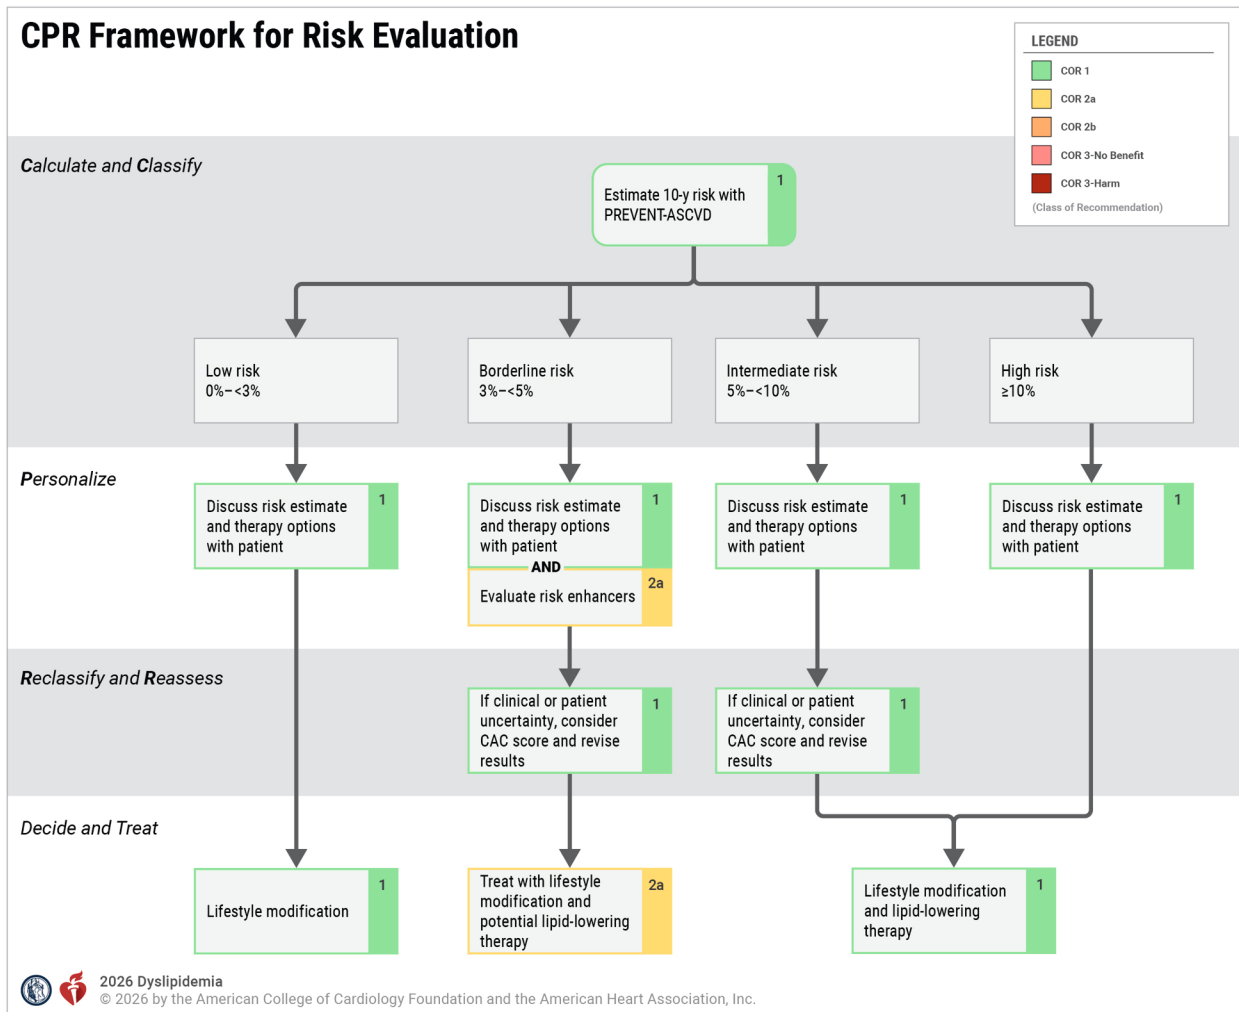 CPR Framework for Risk Evaluation
LEGEND
COR 1
COR 2a
COR 2b
COR 3-No Benefit
COR 3-Harm
(Class of Recommendation)
Calculate and Classify
Estimate 10-y risk with
PREVENT-ASCVD
1
Low risk
0%–<3%
Borderline risk
3%–<5%
Intermediate risk
5%–<10%
High risk
≥10%
Personalize
Discuss risk estimate
and therapy options
with patient
1
Discuss risk estimate
and therapy options
with patient
1
AND
Evaluate risk enhancers
2a
Discuss risk estimate
and therapy options
with patient
1
Discuss risk estimate
and therapy options
with patient
1
Reclassify and Reassess
If clinical or patient
uncertainty, consider
CAC score and revise
results
1
If clinical or patient
uncertainty, consider
CAC score and revise
results
1
Decide and Treat
Lifestyle modification
1
Treat with lifestyle
modification and
potential lipid-lowering
therapy
2a
Lifestyle modification
and lipid-lowering
therapy
1
2026 Dyslipidemia
© 2026 by the American College of Cardiology Foundation and the American Heart Association, Inc.